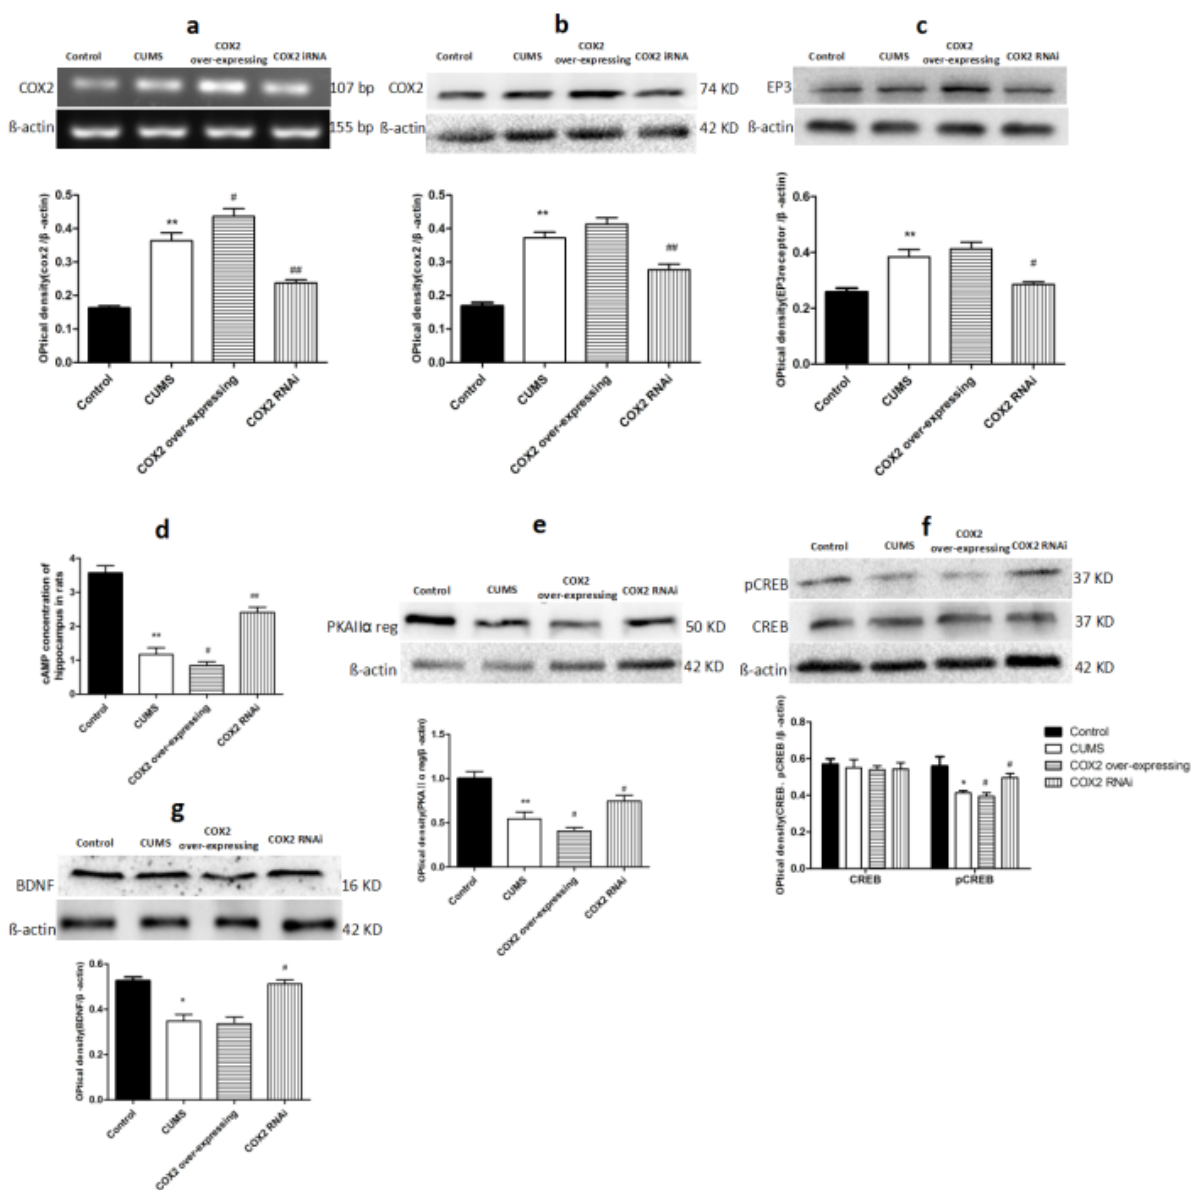 a
Control CUMS COX2 over-expressing COX2 iRNA
COX2 107 bp
ß-actin 155 bp
OPtical density(cox2 /β -actin)
0.5
0.4
0.3
0.2
0.1
0.0
** # ##
Control CUMS COX2 over-expressing COX2 RNAi
b
Control CUMS COX2 over-expressing COX2 iRNA
COX2 74 KD
ß-actin 42 KD
OPtical density(cox2 /β -actin)
0.5
0.4
0.3
0.2
0.1
0.0
** ##
Control CUMS COX2 over-expressing COX2 RNAi
c
Control CUMS COX2 over-expressing COX2 RNAi
EP3
ß-actin
OPtical density(EP3receptor /β -actin)
0.6
0.4
0.2
0.0
** #
Control CUMS COX2 over-expressing COX2 RNAi
d
cAMP concentration of
hippocampus in rats
4
3
2
1
0
** # ##
Control CUMS COX2 over-expressing COX2 RNAi
e
Control CUMS COX2 over-expressing COX2 RNAi
PKAIIα reg 50 KD
ß-actin 42 KD
OPtical density(PKA II α reg/β -actin)
1.5
1.0
0.5
0.0
** # #
Control CUMS COX2 over-expressing COX2 RNAi
f
Control CUMS COX2 over-expressing COX2 RNAi
pCREB 37 KD
CREB 37 KD
ß-actin 42 KD
OPtical density(CREB、pCREB /β -actin)
0.8
0.6
0.4
0.2
0.0
* # #
CREB pCREB
Control
CUMS
COX2 over-expressing
COX2 RNAi
g
Control CUMS COX2 over-expressing COX2 RNAi
BDNF 16 KD
ß-actin 42 KD
OPtical density(BDNF/β -actin)
0.6
0.4
0.2
0.0
* #
Control CUMS COX2 over-expressing COX2 RNAi